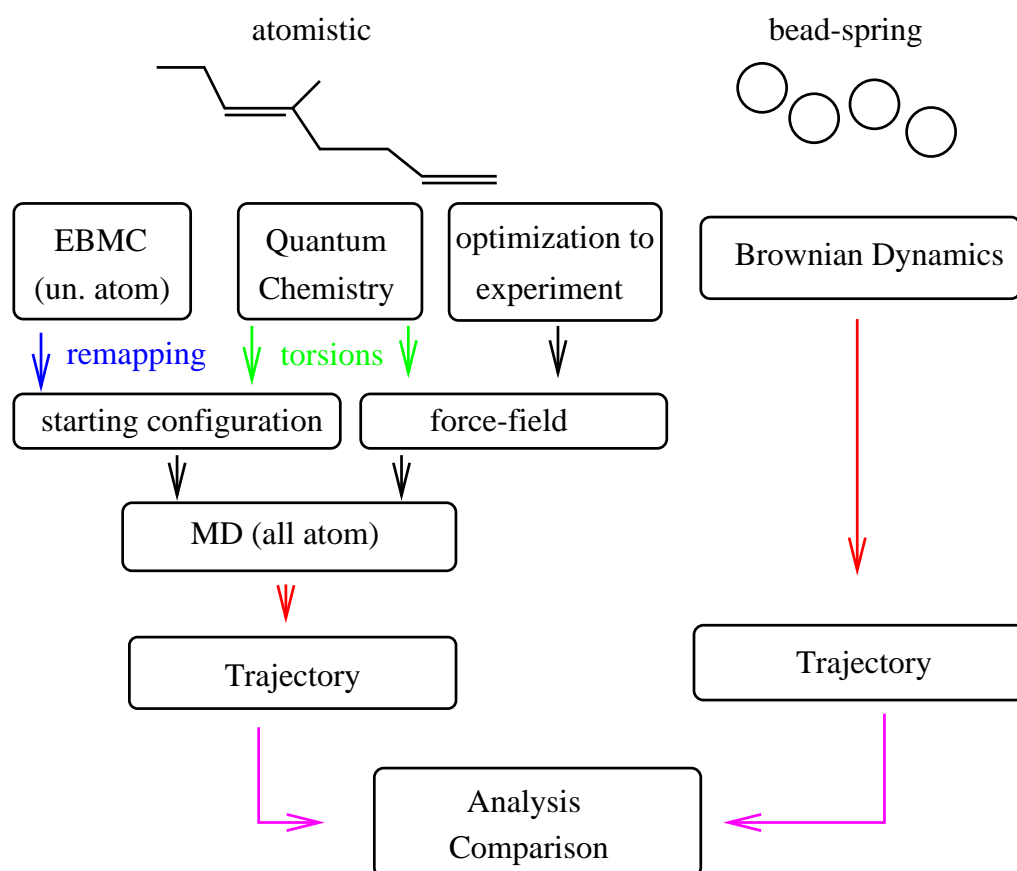 atomistic
bead-spring
EBMC
(un. atom)
Quantum
Chemistry
optimization to
experiment
Brownian Dynamics
remapping
torsions
starting configuration
force-field
MD (all atom)
Trajectory
Trajectory
Analysis
Comparison